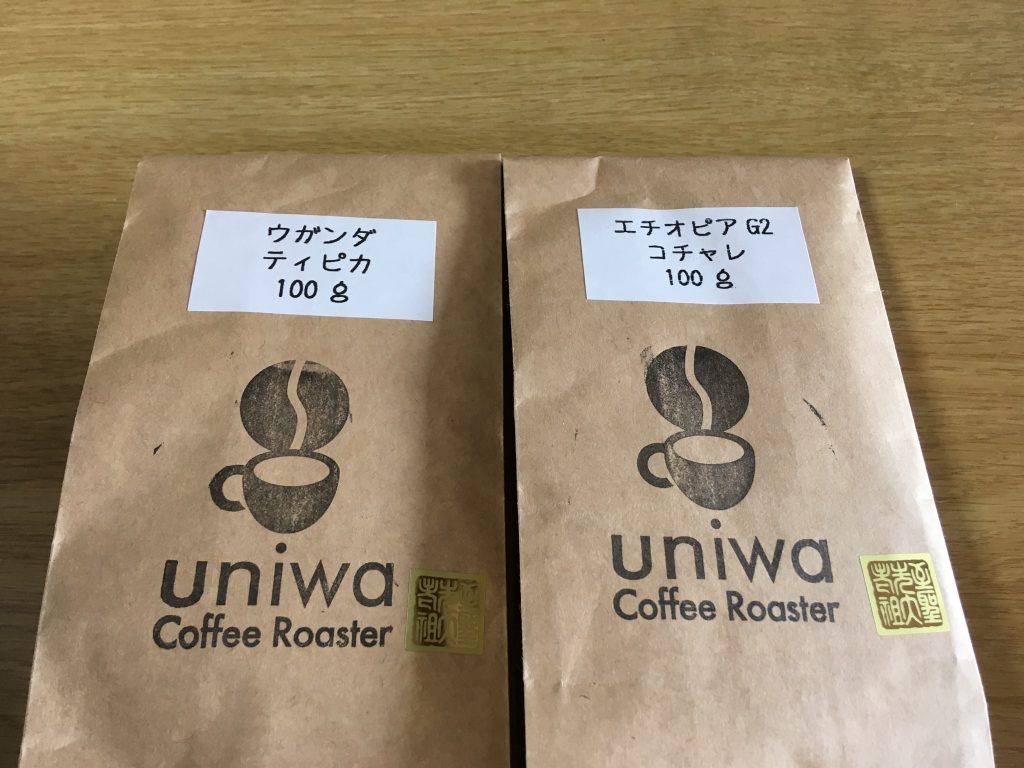 ウガンダ
ティピカ
100 g
uniwa
Coffee Roaster
エチオピア G2
コチャレ
100 g
uniwa
Coffee Roaster